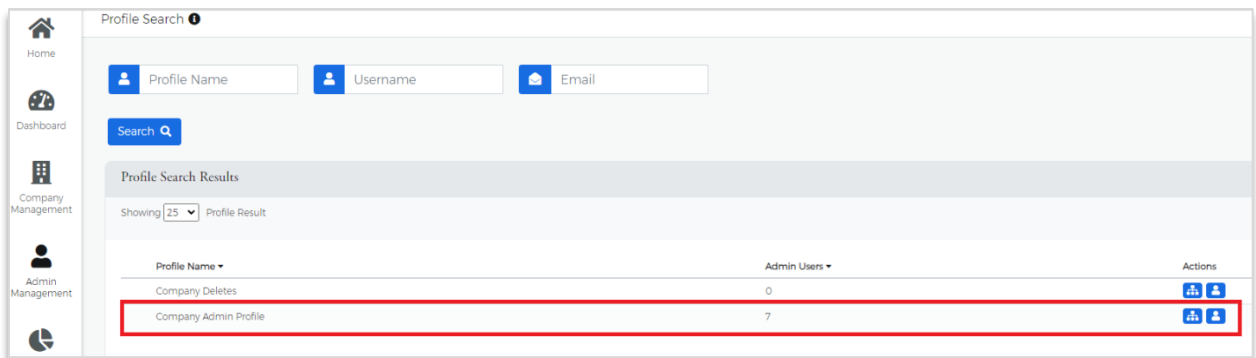 Profile Search
Home
Dashboard
Company
Management
Admin
Management
Profile Name
Username
Email
Search
Profile Search Results
Showing 25 Profile Result
Profile Name Admin Users Actions
Company Deletes 0
Company Admin Profile 7